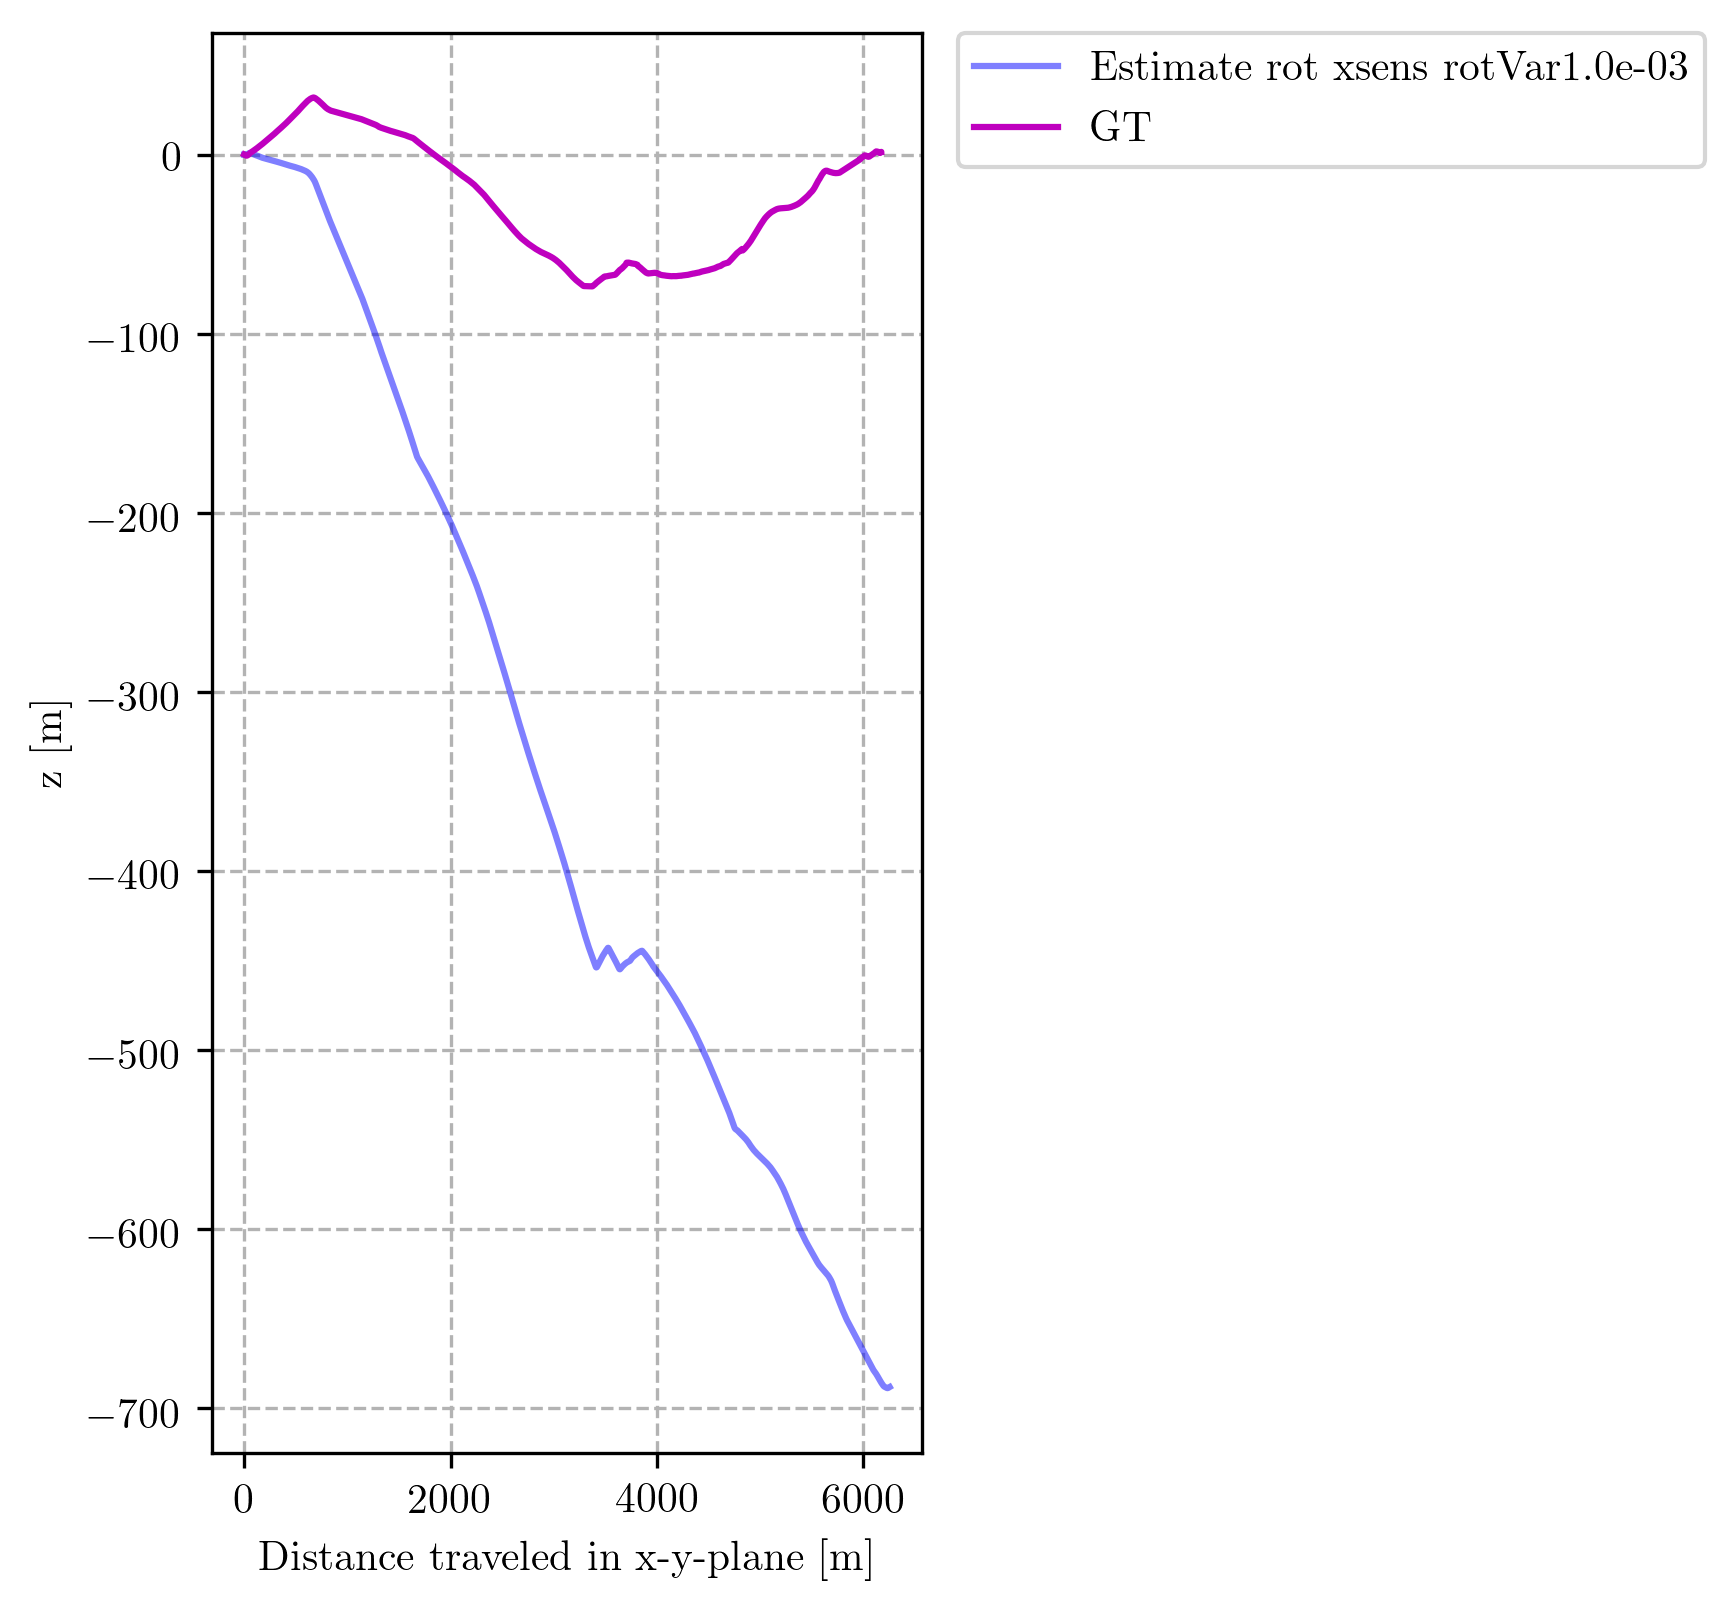 Estimate rot xsens rotVar1.0e-03
GT
0
−100
−200
−300
−400
−500
−600
−700
z [m]
0 2000 4000 6000
Distance traveled in x-y-plane [m]